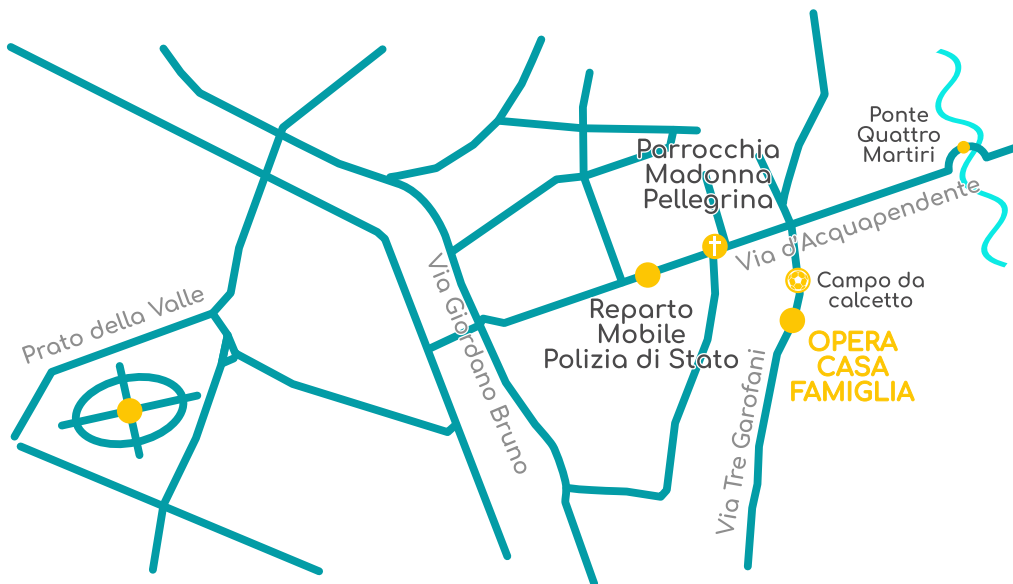 Ponte
Quattro
Martiri
Parrocchia
Madonna
Pellegrina
Via d'Acquapendente
Campo da
calcetto
Prato della Valle
Via Giordano Bruno
Reparto
Mobile
Polizia di Stato
OPERA
CASA
FAMIGLIA
Via Tre Garofani